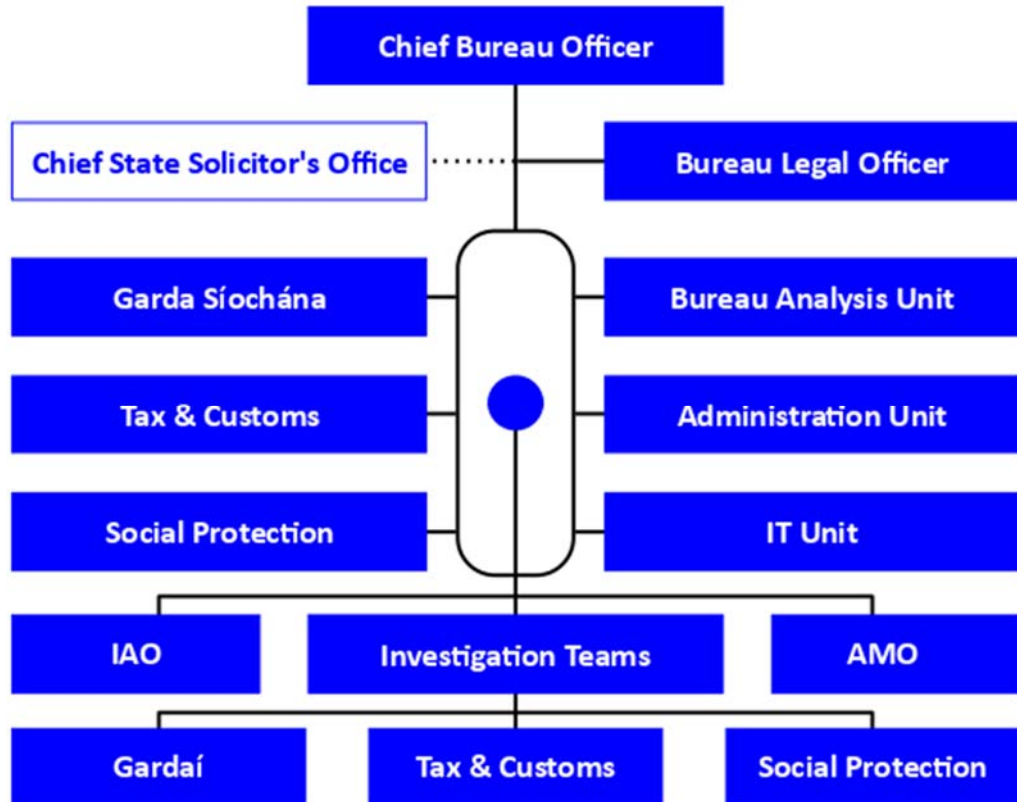 Chief Bureau Officer
Chief State Solicitor's Office
Bureau Legal Officer
Garda Síochána
Bureau Analysis Unit
Tax & Customs
Administration Unit
Social Protection
IT Unit
IAO
Investigation Teams
AMO
Gardaí
Tax & Customs
Social Protection